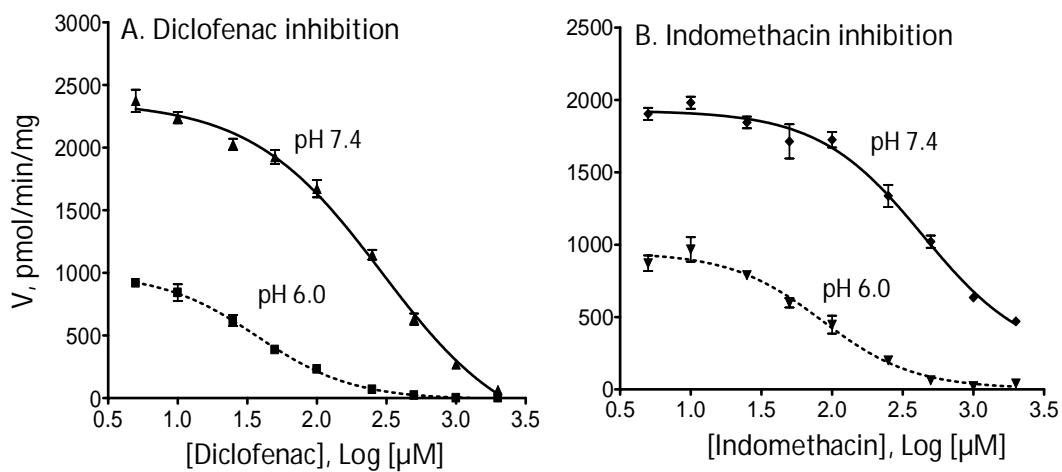 A. Diclofenac inhibition
3000
2500
2000
1500
1000
500
0
V, pmol/min/mg
pH 7.4
pH 6.0
0.5 1.0 1.5 2.0 2.5 3.0 3.5
[Diclofenac], Log [µM]
B. Indomethacin inhibition
2500
2000
1500
1000
500
0
pH 7.4
pH 6.0
0.5 1.0 1.5 2.0 2.5 3.0 3.5
[Indomethacin], Log [µM]